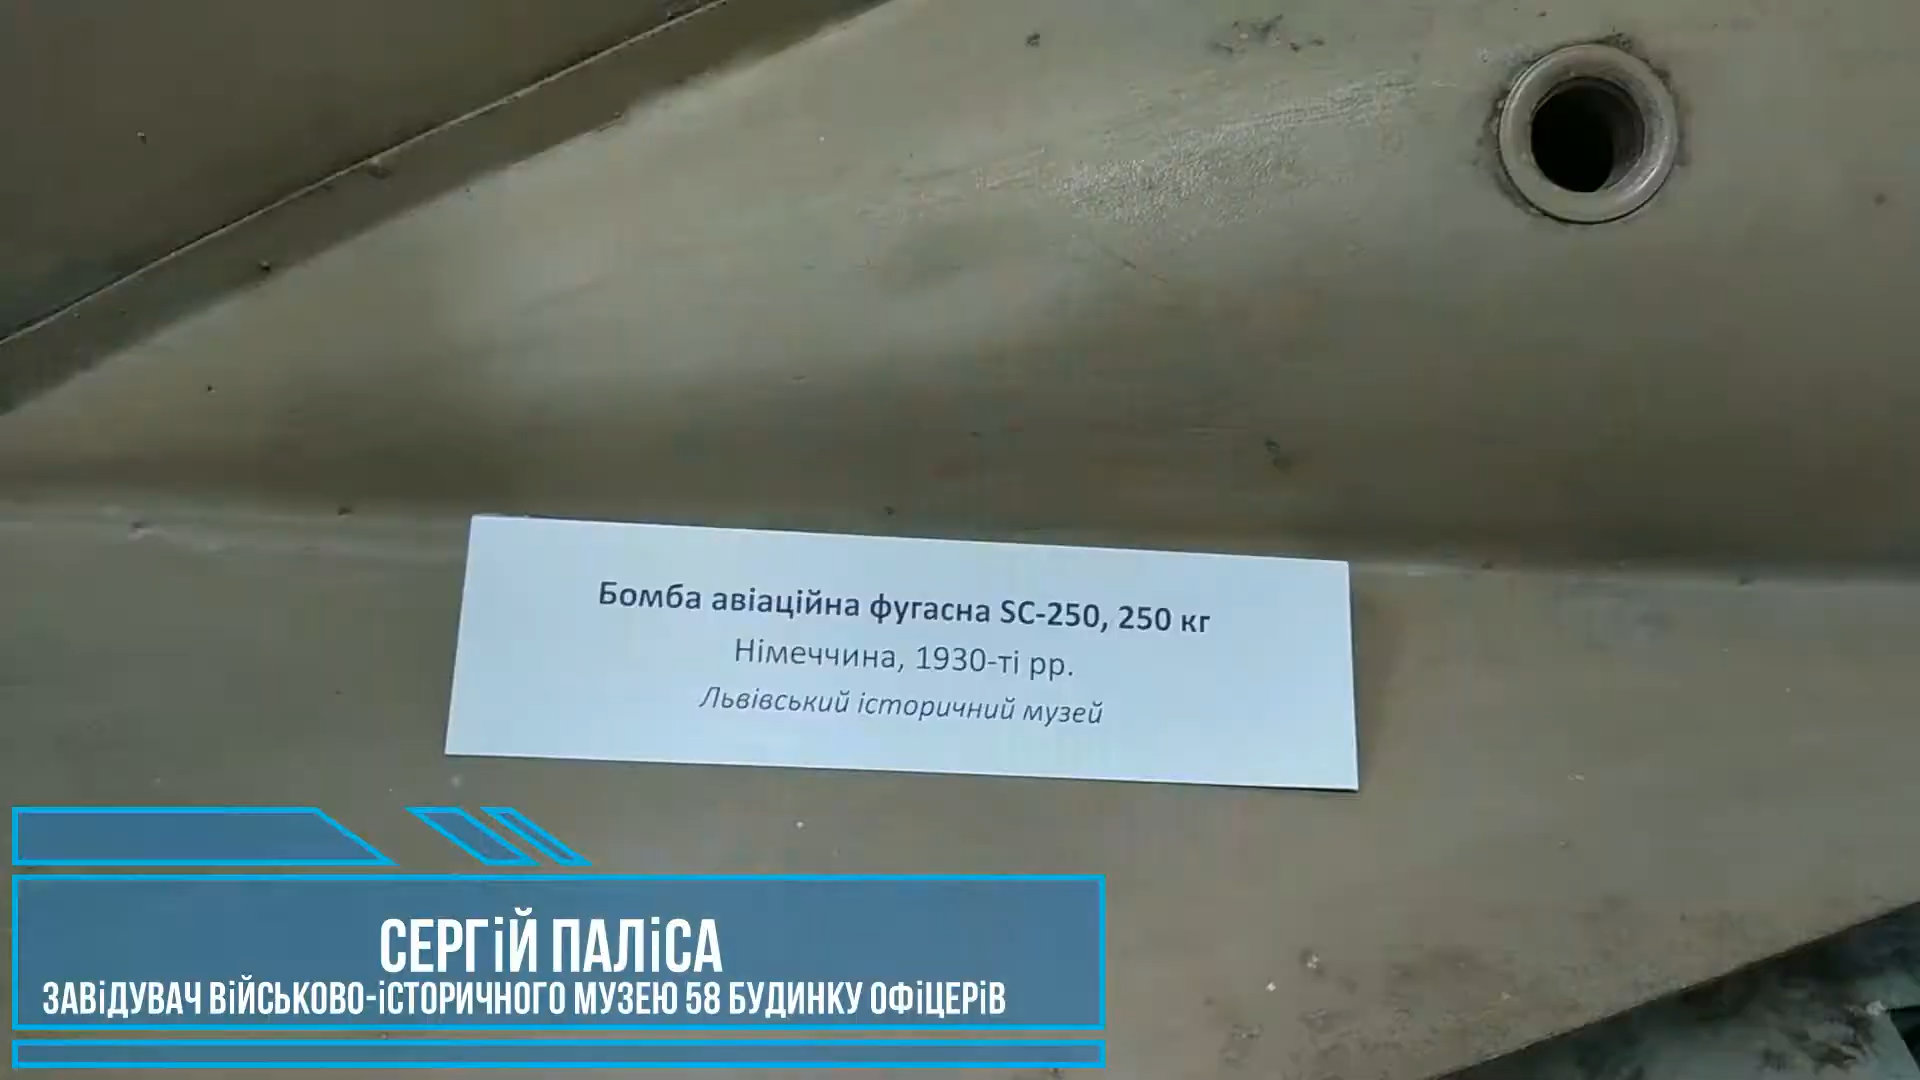 Бомба авіаційна фугасна SC-250, 250 кг
Німеччина, 1930-ті рр.
Львівський історичний музей
СЕРГіЙ ПАЛіСА
ЗАВіДУВАЧ ВіЙСЬКОВО-іСТОРИЧНОГО МУЗЕЮ 58 БУДИНКУ ОФіЦЕРіВ